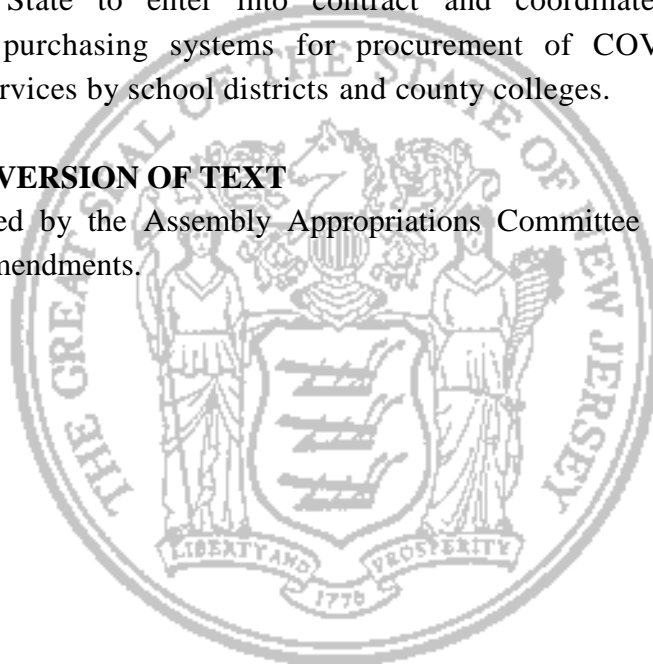 State to enter into contract and coordinate
purchasing systems for procurement of COV
ervices by school districts and county colleges.
VERSION OF TEXT
ed by the Assembly Appropriations Committee
mendments.
THE GREAT SEAL OF THE STATE OF NEW JERSEY
LIBERTY AND PROSPERITY
1776